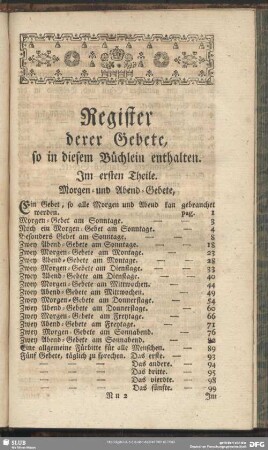 Register
derer Gebete,
so in diesem Büchlein enthalten.
Im ersten Theile.
Morgen- und Abend-Gebete,
Ein Gebet, so alle Morgen und Abend kan gebrauchet
werden. pag. 1
Morgen-Gebet am Sonntage. — 3
Noch ein Morgen-Gebet am Sonntage. — 4
Besonders Gebet am Sonntage. — — 8
Zwey Abend-Gebete am Sonntage. — 18
Zwey Morgen-Gebete am Montage. — 23
Zwey Abend-Gebete am Montage. — 28
Zwey Morgen-Gebete am Dienstage. — 33
Zwey Abend-Gebete am Dienstage. — 40
Zwey Morgen-Gebete am Mittwochen. — 44
Zwey Abend-Gebete am Mittwochen. — 49
Zwey Morgen-Gebete am Donnerstage. — 54
Zwey Abend-Gebete am Donnerstage. — 60
Zwey Morgen-Gebete am Freytage. — 66
Zwey Abend-Gebete am Freytage. — 71
Zwey Morgen-Gebete am Sonnabend. — 76
Zwey Abend-Gebete am Sonnabend. —
Eine allgemeine Fürbitte für alle Menschen. — 89
Fünf Gebete, täglich zu sprechen. Das erste. — 93
— — — Das andere. — 94
— — — Das dritte. — 95
— — — Das vierdte. — 98
— — — Das fünfte. — 99
Nn 2 Im
SLUB
DFG